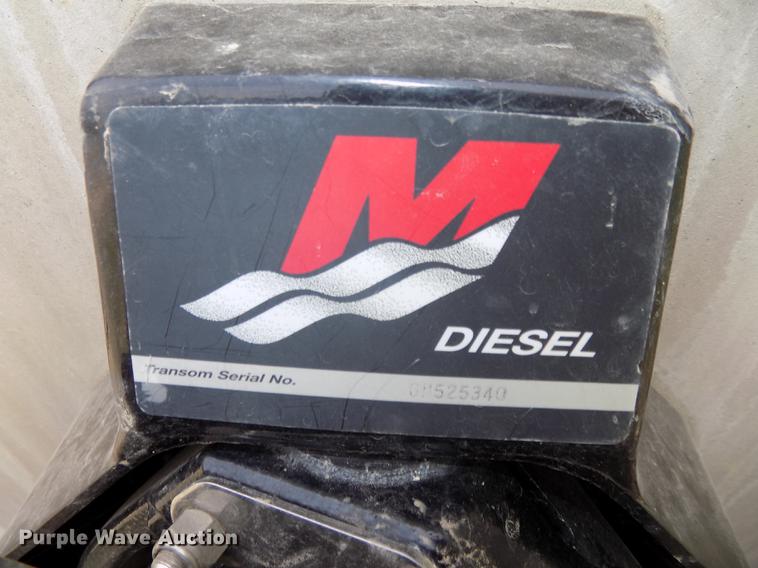 M
DIESEL
Transom Serial No. 0M525340
Purple Wave Auction